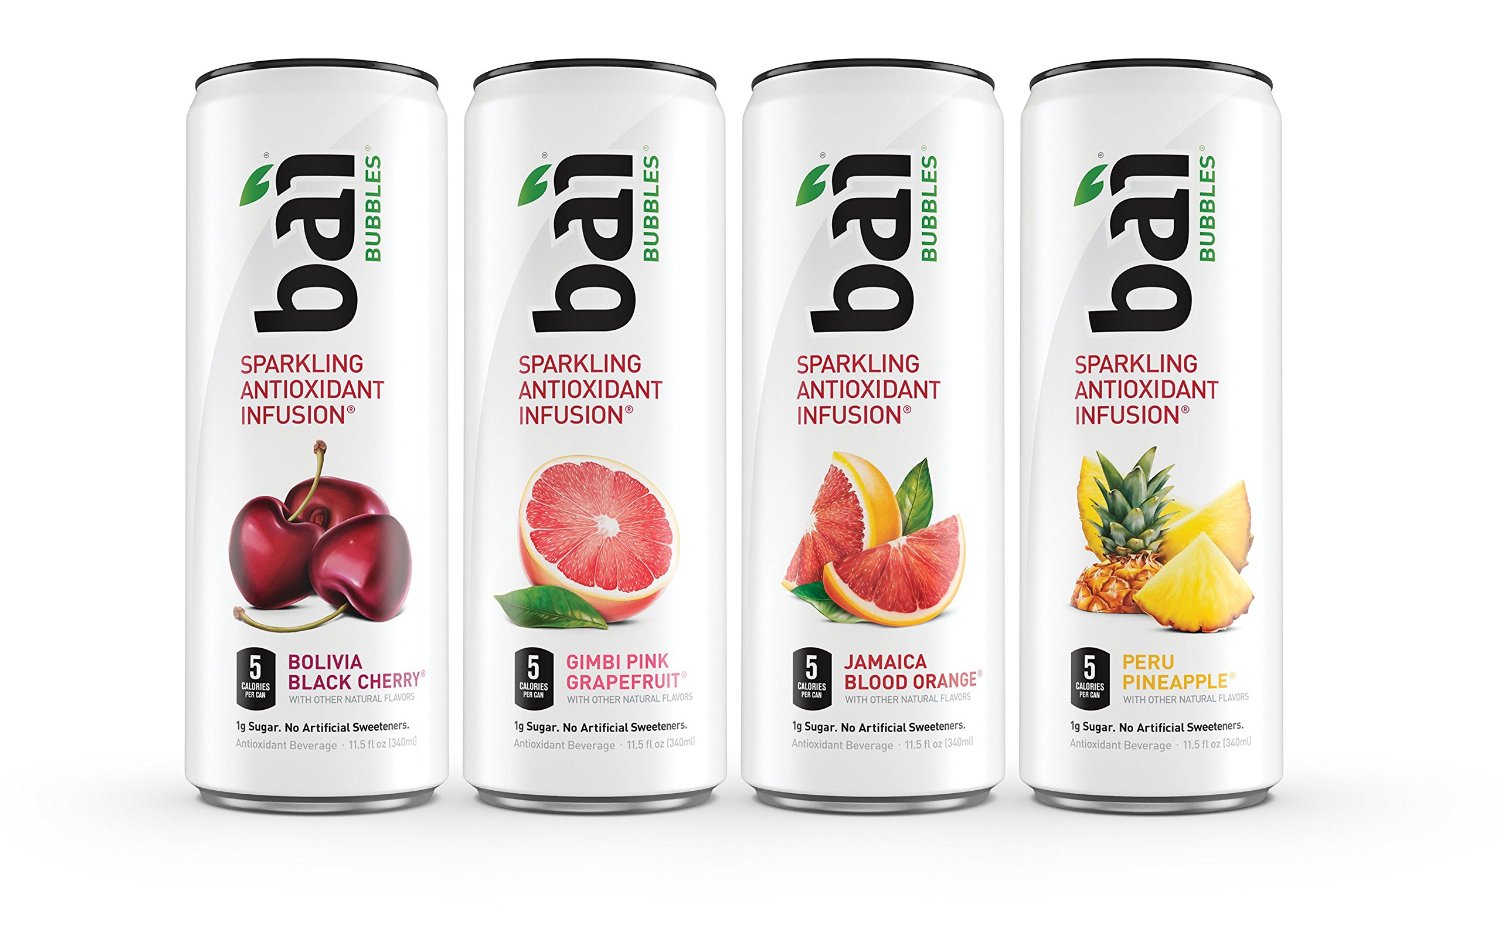 bai®
BUBBLES®
SPARKLING
ANTIOXIDANT
INFUSION®
5
CALORIES
PER CAN
BOLIVIA
BLACK CHERRY®
WITH OTHER NATURAL FLAVORS
1g Sugar. No Artificial Sweeteners.
Antioxidant Beverage · 11.5 fl oz (340ml)
bai®
BUBBLES®
SPARKLING
ANTIOXIDANT
INFUSION®
5
CALORIES
PER CAN
GIMBI PINK
GRAPEFRUIT®
WITH OTHER NATURAL FLAVORS
1g Sugar. No Artificial Sweeteners.
Antioxidant Beverage · 11.5 fl oz (340ml)
bai®
BUBBLES®
SPARKLING
ANTIOXIDANT
INFUSION®
5
CALORIES
PER CAN
JAMAICA
BLOOD ORANGE®
WITH OTHER NATURAL FLAVORS
1g Sugar. No Artificial Sweeteners.
Antioxidant Beverage · 11.5 fl oz (340ml)
bai®
BUBBLES®
SPARKLING
ANTIOXIDANT
INFUSION®
5
CALORIES
PER CAN
PERU
PINEAPPLE®
WITH OTHER NATURAL FLAVORS
1g Sugar. No Artificial Sweeteners.
Antioxidant Beverage · 11.5 fl oz (340ml)